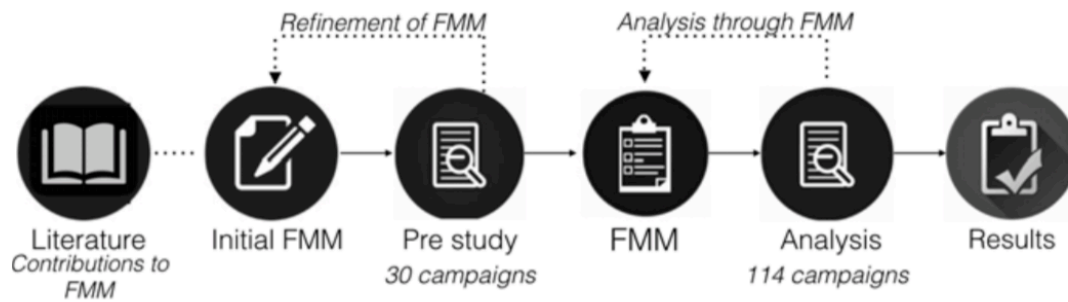 Refinement of FMM
Analysis through FMM
Literature
Contributions to
FMM
Initial FMM
Pre study
30 campaigns
FMM
Analysis
114 campaigns
Results